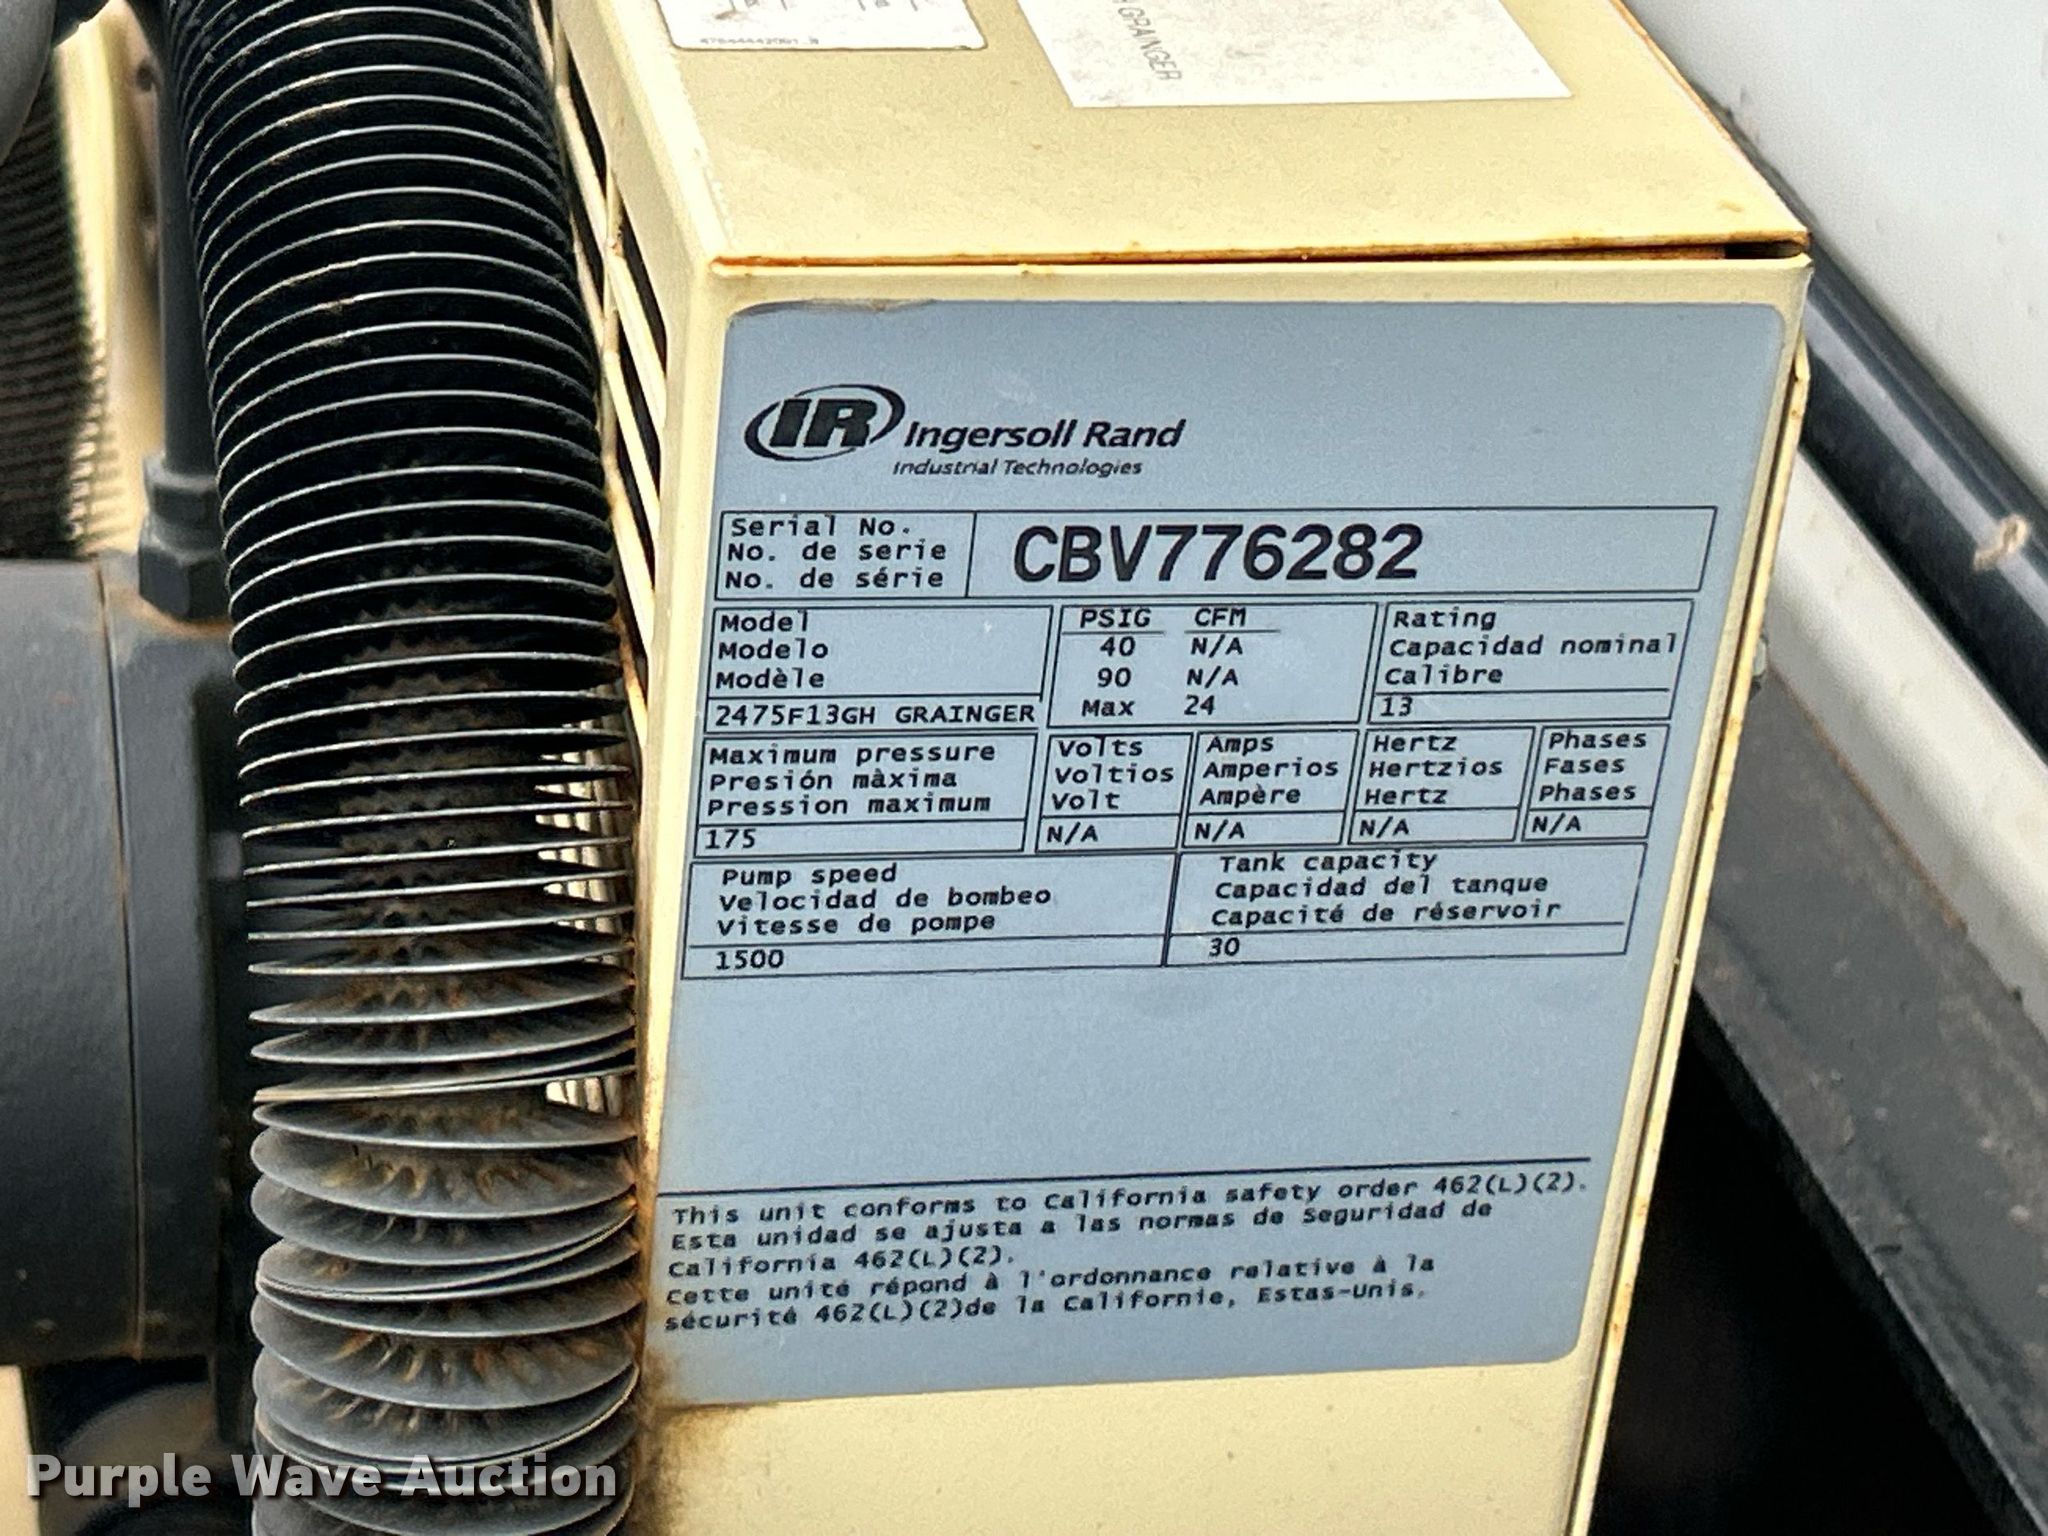 GRAINGER
IR Ingersoll Rand
Industrial Technologies
Serial No.
No. de serie
No. de série
CBV776282
Model
Modelo
Modèle
2475F13GH GRAINGER
PSIG CFM
40 N/A
90 N/A
Max 24
Rating
Capacidad nominal
Calibre
13
Maximum pressure
Presión màxima
Pression maximum
175
Volts
Voltios
Volt
N/A
Amps
Amperios
Ampère
N/A
Hertz
Hertzios
Hertz
N/A
Phases
Fases
Phases
N/A
Pump speed
Velocidad de bombeo
Vitesse de pompe
1500
Tank capacity
Capacidad del tanque
Capacité de réservoir
30
This unit conforms to California safety order 462(L)(2).
Esta unidad se ajusta a las normas de Seguridad de
California 462(L)(2).
Cette unité répond à l'ordonnance relative à la
sécurité 462(L)(2)de la Californie, Estas-Unis.
Purple Wave Auction